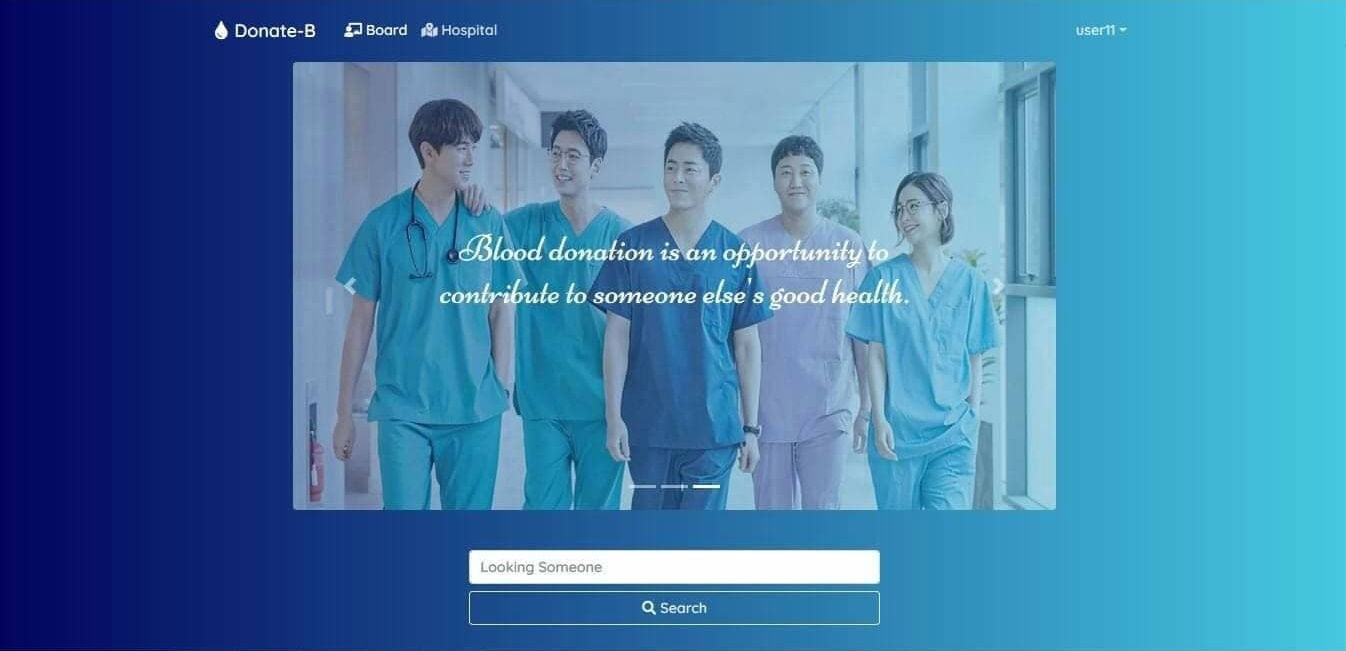 Donate-B
Board
Hospital
user11
Blood donation is an opportunity to
contribute to someone else's good health.
Looking Someone
Search